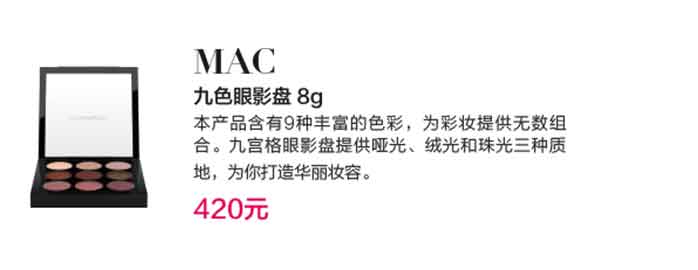 MAC
九色眼影盘 8g
本产品含有9种丰富的色彩，为彩妆提供无数组
合。九宫格眼影盘提供哑光、绒光和珠光三种质
地，为你打造华丽妆容。
420元